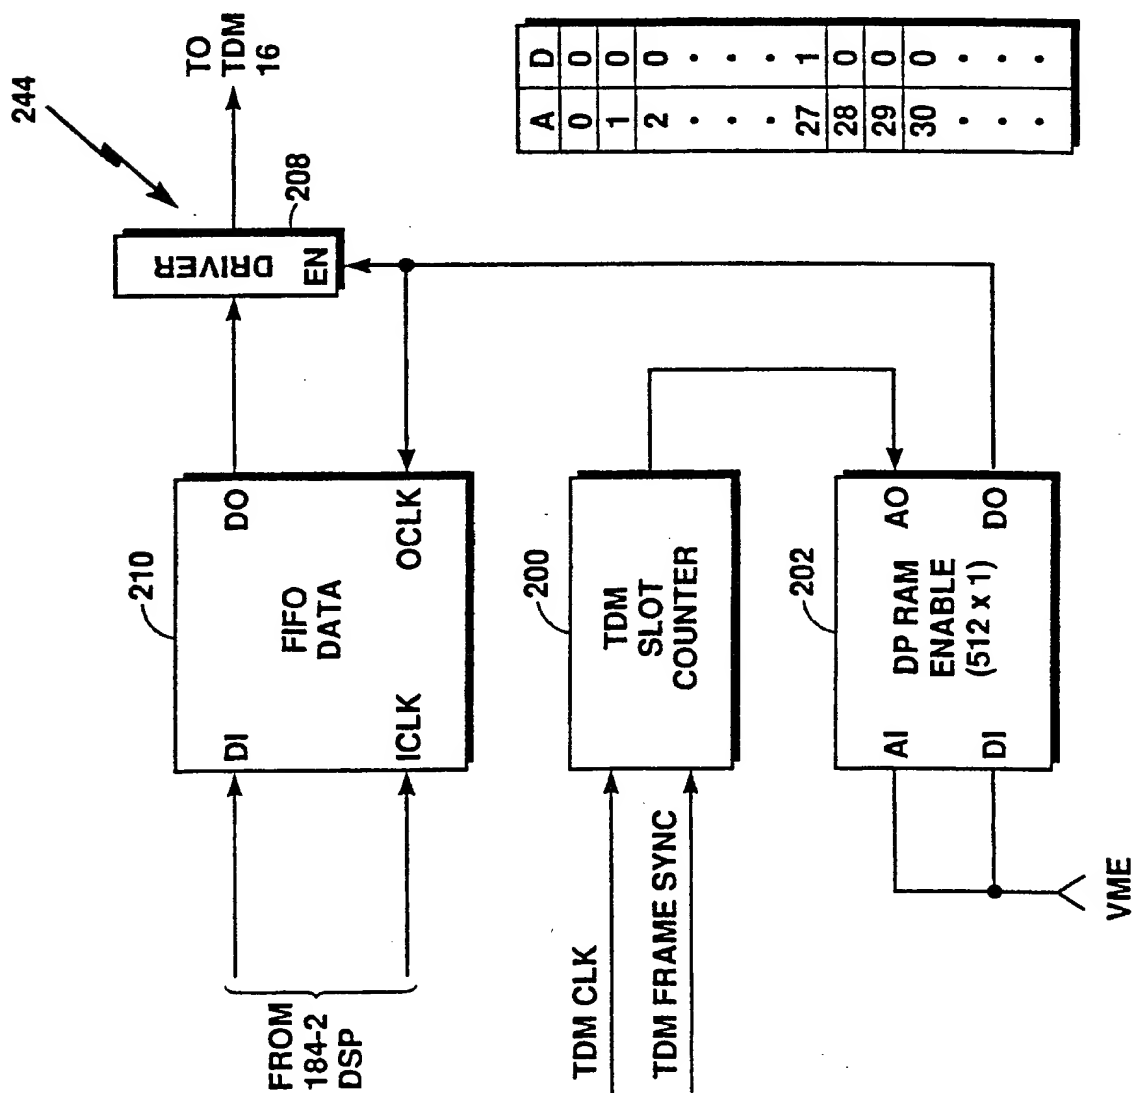 244
TO
TDM
16
DRIVER
EN
208
210
DI
DO
FIFO
DATA
ICLK
OCLK
FROM
184-2
DSP
200
TDM
SLOT
COUNTER
TDM CLK
TDM FRAME SYNC
202
AI
AO
DP RAM
ENABLE
(512 x 1)
DI
DO
VME
A D
0 0
1 0
2 0
· ·
· ·
· ·
27 1
28 0
29 0
30 0
· ·
· ·
· ·